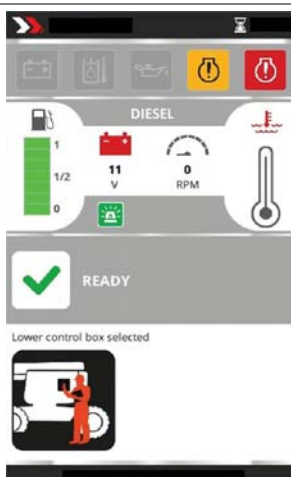 DIESEL
1
1/2
0
11
V
0
RPM
READY
Lower control box selected